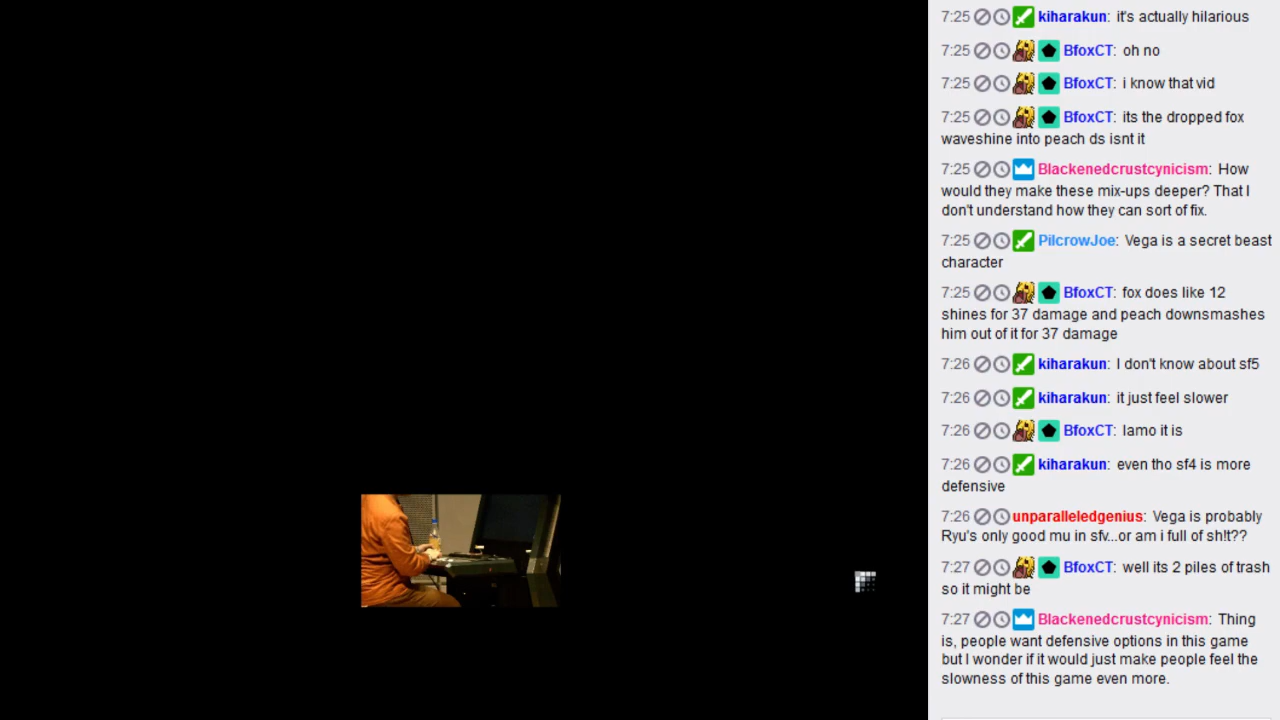 7:25 kiharakun: it's actually hilarious
7:25 BfoxCT: oh no
7:25 BfoxCT: i know that vid
7:25 BfoxCT: its the dropped fox
waveshine into peach ds isnt it
7:25 Blackenedcrustcynicism: How
would they make these mix-ups deeper? That I
don't understand how they can sort of fix.
7:25 PilcrowJoe: Vega is a secret beast
character
7:25 BfoxCT: fox does like 12
shines for 37 damage and peach downsmashes
him out of it for 37 damage
7:26 kiharakun: I don't know about sf5
7:26 kiharakun: it just feel slower
7:26 BfoxCT: lamo it is
7:26 kiharakun: even tho sf4 is more
defensive
7:26 unparalleledgenius: Vega is probably
Ryu's only good mu in sfv...or am i full of sh!t??
7:27 BfoxCT: well its 2 piles of trash
so it might be
7:27 Blackenedcrustcynicism: Thing
is, people want defensive options in this game
but I wonder if it would just make people feel the
slowness of this game even more.